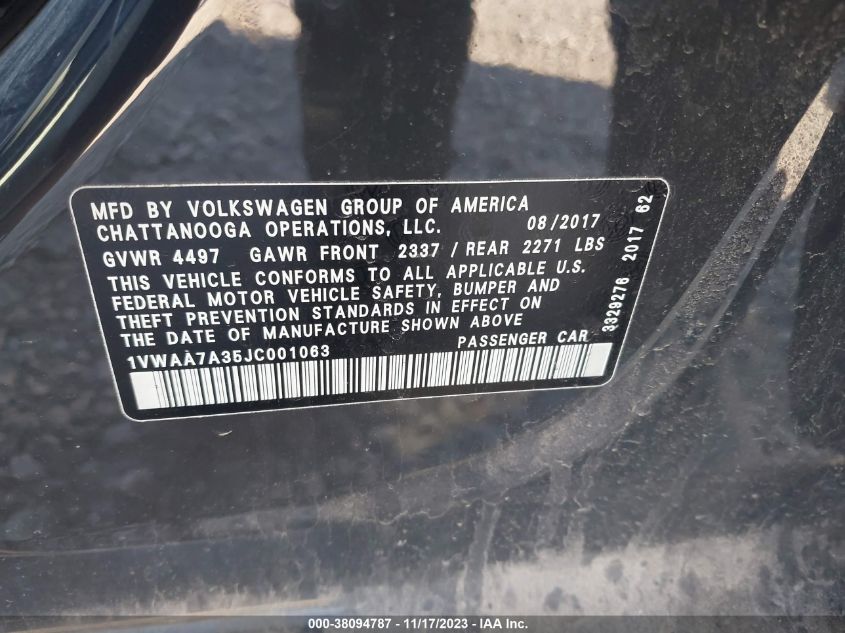 MFD BY VOLKSWAGEN GROUP OF AMERICA
CHATTANOOGA OPERATIONS, LLC. 08/2017
GVWR 4497 GAWR FRONT 2337 / REAR 2271 LBS
THIS VEHICLE CONFORMS TO ALL APPLICABLE U.S.
FEDERAL MOTOR VEHICLE SAFETY, BUMPER AND
THEFT PREVENTION STANDARDS IN EFFECT ON
THE DATE OF MANUFACTURE SHOWN ABOVE
1VWAA7A35JC001063 PASSENGER CAR
3329276 2017 62
000-38094787 - 11/17/2023 - IAA Inc.